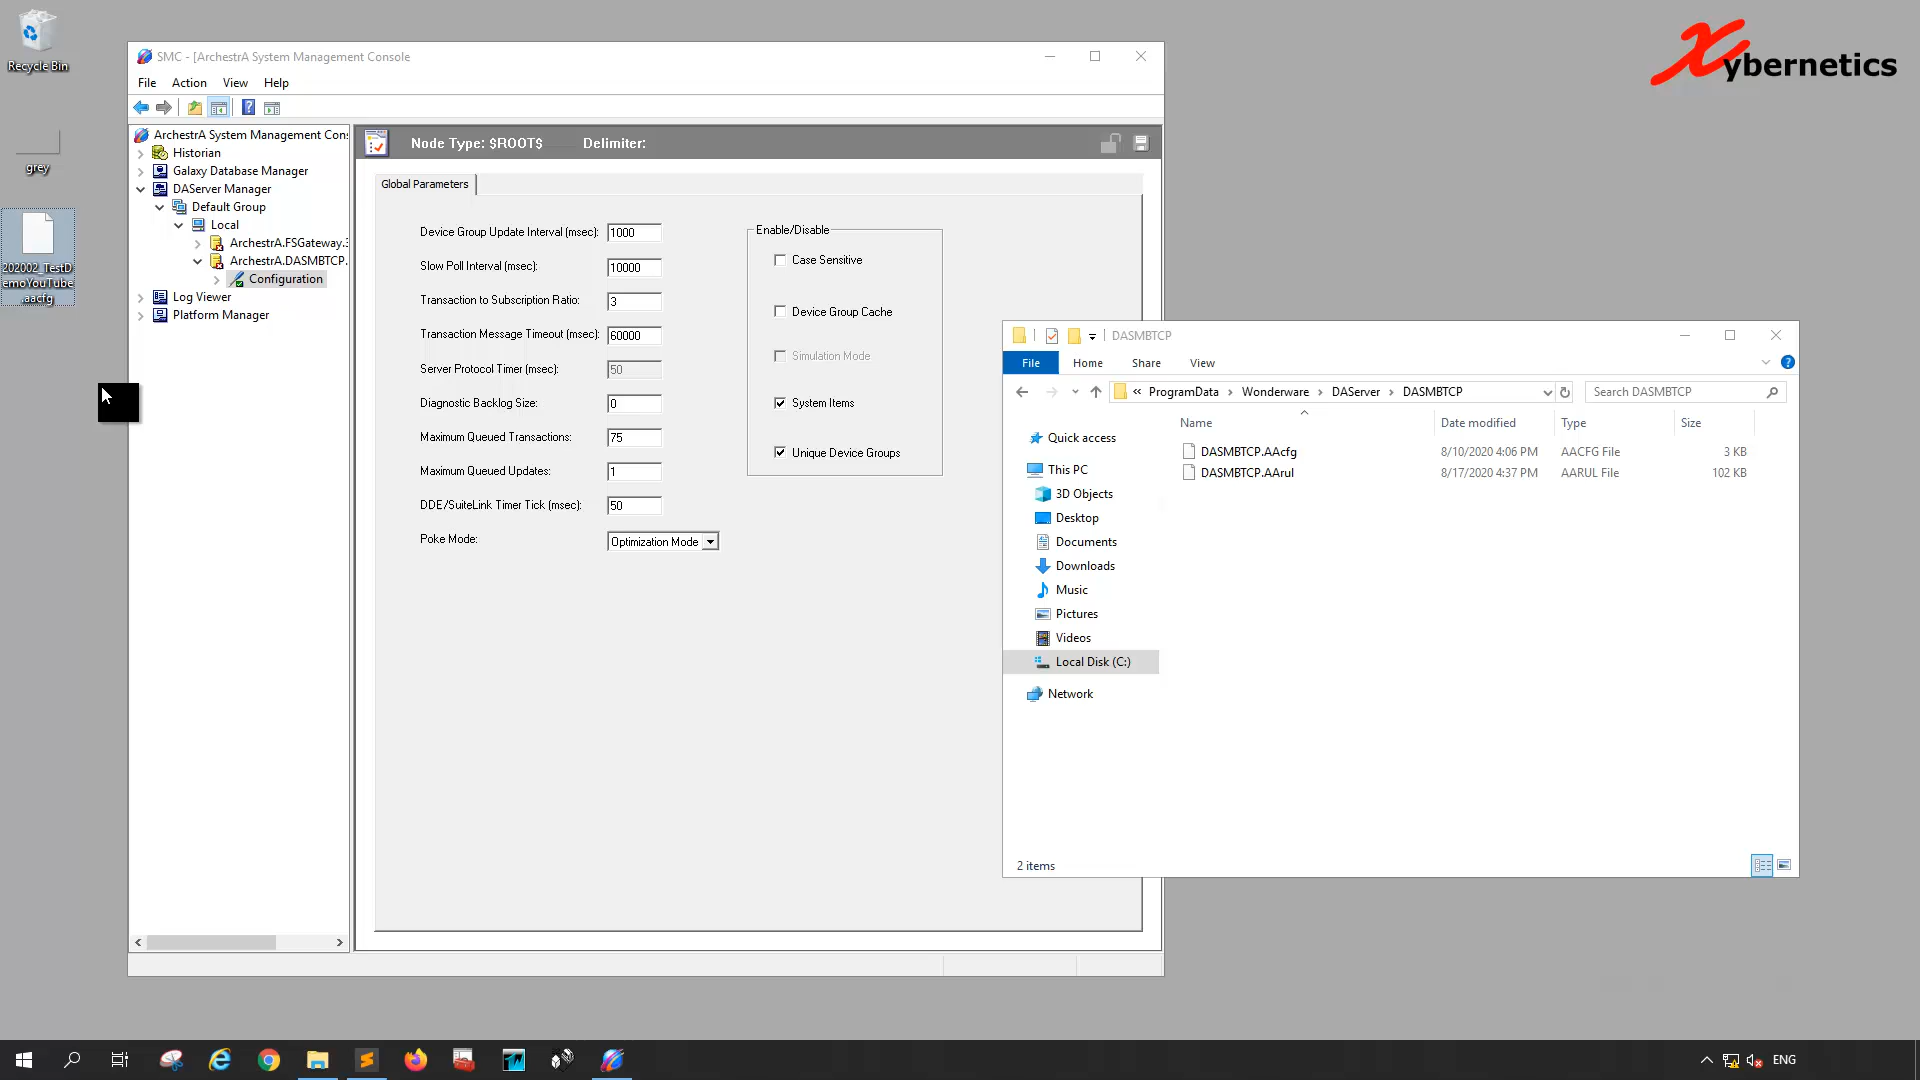 Recycle Bin
grey
202002_TestD
emoYouTube
.aacfg
Xybernetics
SMC - [ArchestrA System Management Console
File
Action
View
Help
ArchestrA System Management Con
Historian
Galaxy Database Manager
DAServer Manager
Default Group
Local
ArchestrA.FSGateway.
ArchestrA.DASMBTCP.
Configuration
Log Viewer
Platform Manager
Node Type: $ROOT$
Delimiter:
Global Parameters
Device Group Update Interval (msec): 1000
Slow Poll Interval (msec): 10000
Transaction to Subscription Ratio: 3
Transaction Message Timeout (msec): 60000
Server Protocol Timer (msec): 50
Diagnostic Backlog Size: 0
Maximum Queued Transactions: 75
Maximum Queued Updates: 1
DDE/SuiteLink Timer Tick (msec): 50
Poke Mode: Optimization Mode
Enable/Disable
Case Sensitive
Device Group Cache
Simulation Mode
System Items
Unique Device Groups
DASMBTCP
File
Home
Share
View
« ProgramData › Wonderware › DAServer › DASMBTCP
Search DASMBTCP
Quick access
This PC
3D Objects
Desktop
Documents
Downloads
Music
Pictures
Videos
Local Disk (C:)
Network
Name Date modified Type Size
DASMBTCP.AAcfg 8/10/2020 4:06 PM AACFG File 3 KB
DASMBTCP.AArul 8/17/2020 4:37 PM AARUL File 102 KB
2 items
ENG